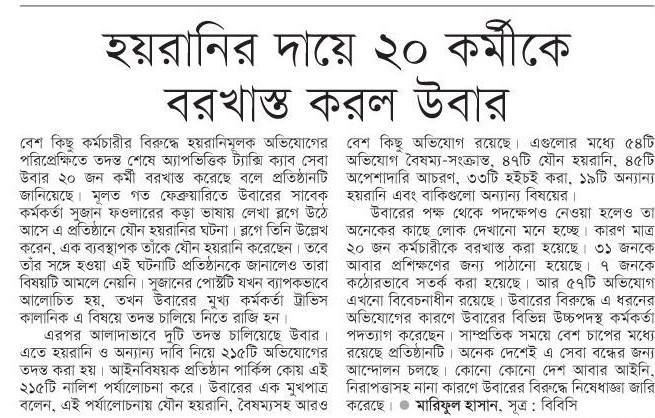 হয়রানির দায়ে ২০ কর্মীকে
বরখাস্ত করল উবার
বেশ কিছু কর্মচারীর বিরুদ্ধে হয়রানিমূলক অভিযোগের
পরিপ্রেক্ষিতে তদন্ত শেষে অ্যাপভিত্তিক ট্যাক্সি ক্যাব সেবা
উবার ২০ জন কর্মী বরখাস্ত করেছে বলে প্রতিষ্ঠানটি
জানিয়েছে। মূলত গত ফেব্রুয়ারিতে উবারের সাবেক
কর্মকর্তা সুজান ফওলারের কড়া ভাষায় লেখা ব্লগে উঠে
আসে এ প্রতিষ্ঠানে যৌন হয়রানির ঘটনা। ব্লগে তিনি উল্লেখ
করেন, এক ব্যবস্থাপক তাঁকে যৌন হয়রানি করেছেন। তবে
তাঁর সঙ্গে হওয়া এই ঘটনাটি প্রতিষ্ঠানকে জানালেও তারা
বিষয়টি আমলে নেয়নি। সুজানের পোস্টটি যখন ব্যাপকভাবে
আলোচিত হয়, তখন উবারের মুখ্য কর্মকর্তা ট্রাভিস
কালানিক এ বিষয়ে তদন্ত চালিয়ে নিতে রাজি হন।
এরপর আলাদাভাবে দুটি তদন্ত চালিয়েছে উবার।
এতে হয়রানি ও অন্যান্য দাবি নিয়ে ২১৫টি অভিযোগের
তদন্ত করা হয়। আইনবিষয়ক প্রতিষ্ঠান পার্কিন্স কোয় এই
২১৫টি নালিশ পর্যালোচনা করে। উবারের এক মুখপাত্র
বলেন, এই পর্যালোচনায় যৌন হয়রানি, বৈষম্যসহ আরও
বেশ কিছু অভিযোগ রয়েছে। এগুলোর মধ্যে ৫৪টি
অভিযোগ বৈষম্য-সংক্রান্ত, ৪৭টি যৌন হয়রানি, ৪৫টি
অপেশাদারি আচরণ, ৩৩টি হইচই করা, ১৯টি অন্যান্য
হয়রানি এবং বাকিগুলো অন্যান্য বিষয়ের।
উবারের পক্ষ থেকে পদক্ষেপও নেওয়া হলেও তা
অনেকের কাছে লোক দেখানো মনে হচ্ছে। কারণ মাত্র
২০ জন কর্মচারীকে বরখাস্ত করা হয়েছে। ৩১ জনকে
আবার প্রশিক্ষণের জন্য পাঠানো হয়েছে। ৭ জনকে
কঠোরভাবে সতর্ক করা হয়েছে। আর ৫৭টি অভিযোগ
এখনো বিবেচনাধীন রয়েছে। উবারের বিরুদ্ধে এ ধরনের
অভিযোগের কারণে উবারের বিভিন্ন উচ্চপদস্থ কর্মকর্তা
পদত্যাগ করেছেন। সাম্প্রতিক সময়ে বেশ চাপের মধ্যে
রয়েছে প্রতিষ্ঠানটি। অনেক দেশেই এ সেবা বন্ধের জন্য
আন্দোলন চলছে। কোনো কোনো দেশ আবার আইনি,
নিরাপত্তাসহ নানা কারণে উবারের বিরুদ্ধে নিষেধাজ্ঞা জারি
করেছে। ● মারিফুল হাসান, সূত্র : বিবিসি